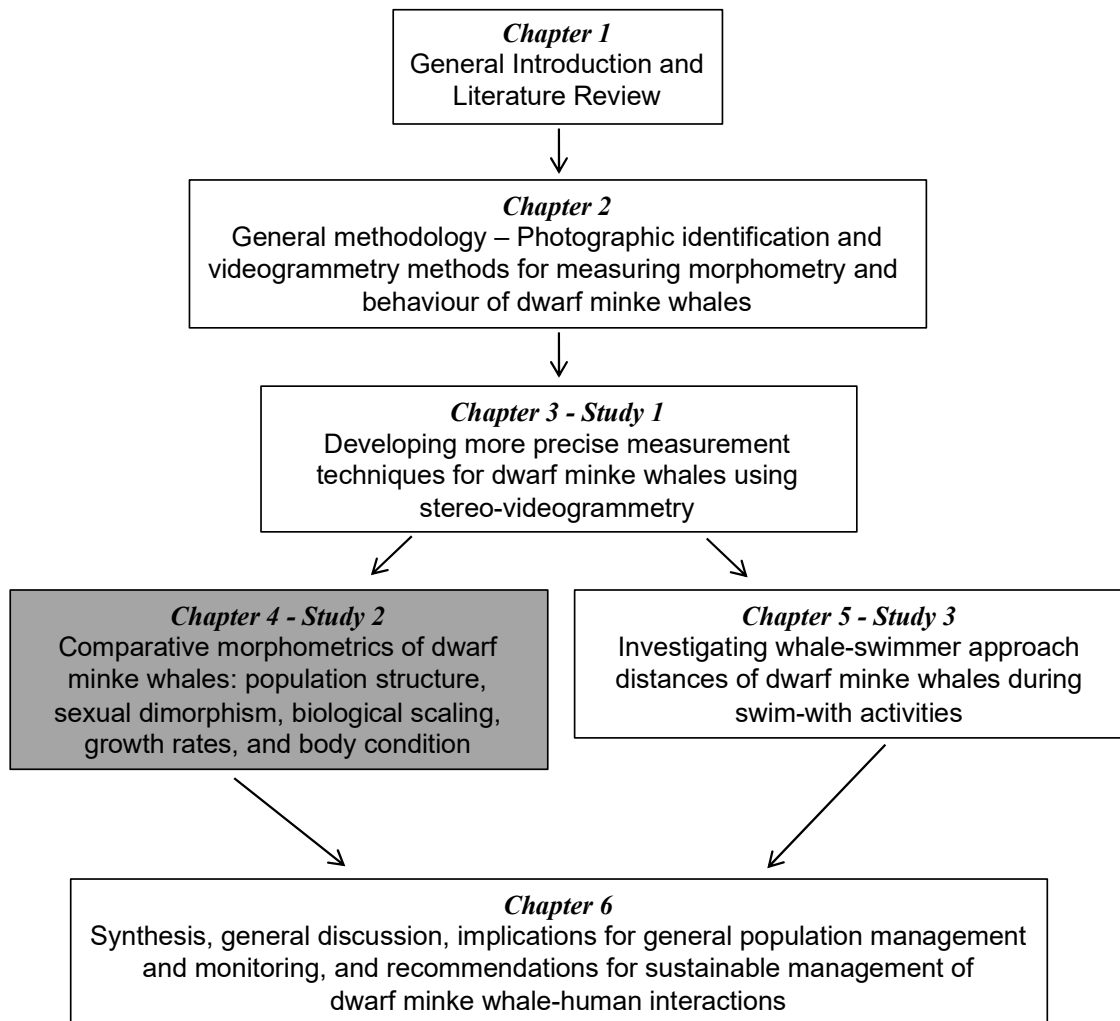 Chapter 1
General Introduction and
Literature Review
Chapter 2
General methodology – Photographic identification and
videogrammetry methods for measuring morphometry and
behaviour of dwarf minke whales
Chapter 3 - Study 1
Developing more precise measurement
techniques for dwarf minke whales using
stereo-videogrammetry
Chapter 4 - Study 2
Comparative morphometrics of dwarf
minke whales: population structure,
sexual dimorphism, biological scaling,
growth rates, and body condition
Chapter 5 - Study 3
Investigating whale-swimmer approach
distances of dwarf minke whales during
swim-with activities
Chapter 6
Synthesis, general discussion, implications for general population management
and monitoring, and recommendations for sustainable management of
dwarf minke whale-human interactions